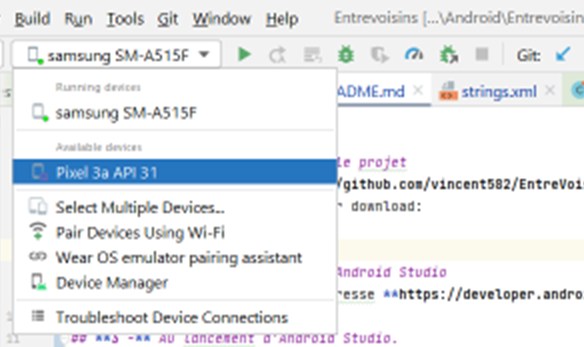 Build Run Tools Git Window Help Entrevoisins [...\Android\Entrevoisin
samsung SM-A515F Git:
Running devices
samsung SM-A515F
ADME.md strings.xml
Available devices
Pixel 3a API 31
le projet
/github.com/vincent582/EntreVois
Select Multiple Devices...
r download:
Pair Devices Using Wi-Fi
Wear OS emulator pairing assistant
Android Studio
Device Manager
resse **https://developer.andro
Troubleshoot Device Connections
11 ## **3 -** Au lancement d'Android Studio.